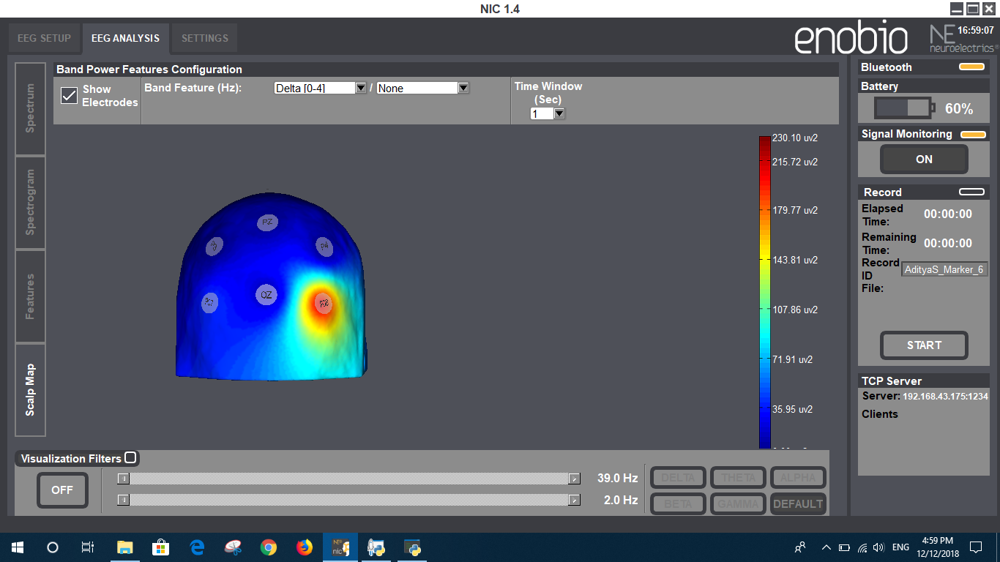 NIC 1.4
EEG SETUP
EEG ANALYSIS
SETTINGS
enobio
NE
neuroelectrics®
16:59:07
Spectrum
Spectrogram
Features
Scalp Map
Band Power Features Configuration
Show
Electrodes
Band Feature (Hz):
Delta [0-4]
/
None
Time Window
(Sec)
1
PZ
P4
OZ
PO7
PO8
230.10 uv2
215.72 uv2
179.77 uv2
143.81 uv2
107.86 uv2
71.91 uv2
35.95 uv2
Bluetooth
Battery
60%
Signal Monitoring
ON
Record
Elapsed
Time:
00:00:00
Remaining
Time:
00:00:00
Record
ID
File:
AdityaS_Marker_6
START
TCP Server
Server: 192.168.43.175:1234
Clients
Visualization Filters
OFF
39.0 Hz
2.0 Hz
DELTA
THETA
ALPHA
BETA
GAMMA
DEFAULT
ENG
4:59 PM
12/12/2018